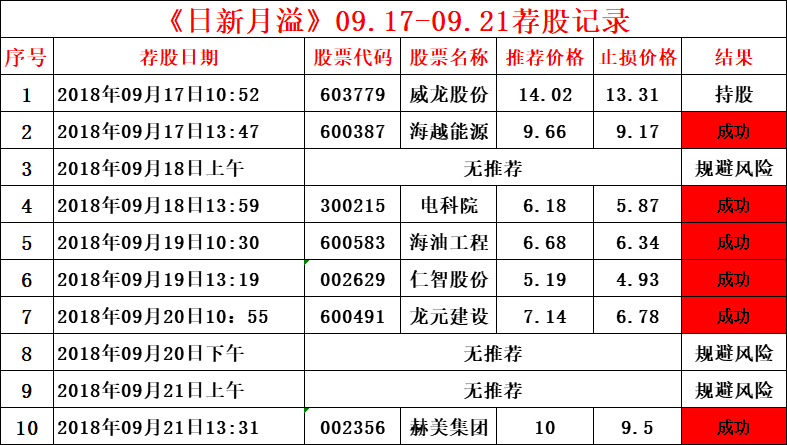 《日新月溢》09.17-09.21荐股记录
序号 荐股日期 股票代码 股票名称 推荐价格 止损价格 结果
1 2018年09月17日10:52 603779 威龙股份 14.02 13.31 持股
2 2018年09月17日13:47 600387 海越能源 9.66 9.17 成功
3 2018年09月18日上午 无推荐 规避风险
4 2018年09月18日13:59 300215 电科院 6.18 5.87 成功
5 2018年09月19日10:30 600583 海油工程 6.68 6.34 成功
6 2018年09月19日13:19 002629 仁智股份 5.19 4.93 成功
7 2018年09月20日10：55 600491 龙元建设 7.14 6.78 成功
8 2018年09月20日下午 无推荐 规避风险
9 2018年09月21日上午 无推荐 规避风险
10 2018年09月21日13:31 002356 赫美集团 10 9.5 成功